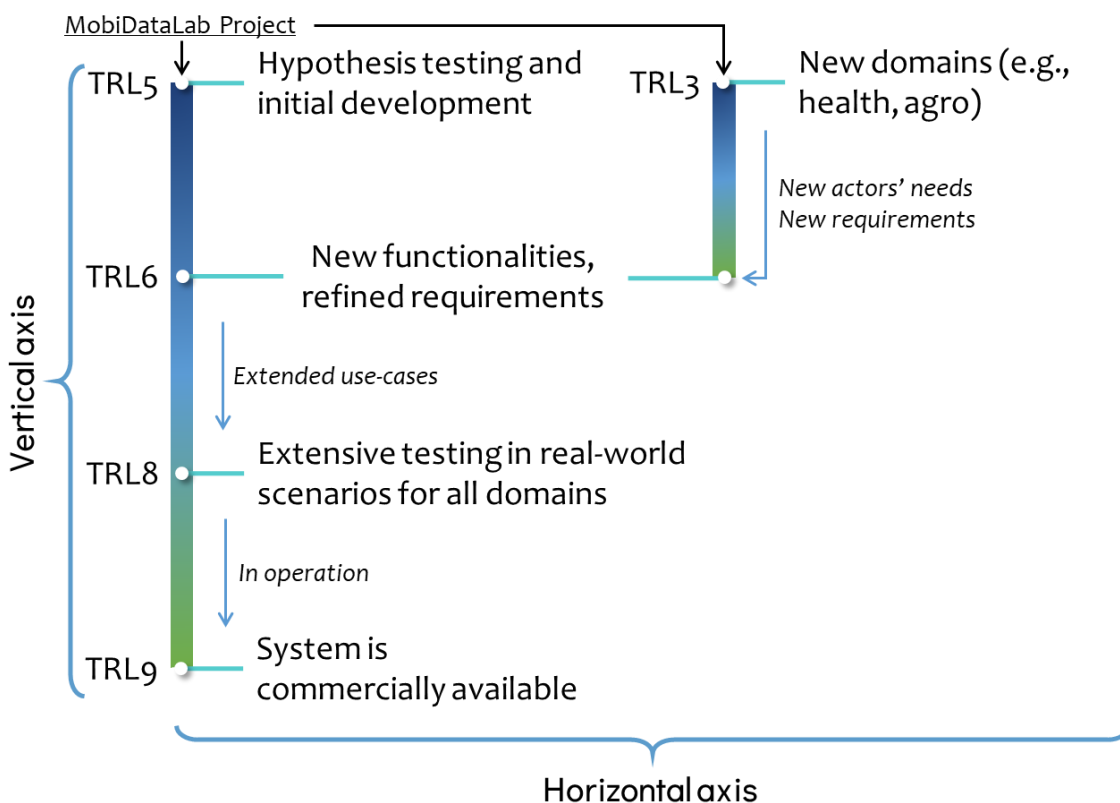 MobiDataLab Project
TRL5
Hypothesis testing and
initial development
TRL3
New domains (e.g.,
health, agro)
New actors’ needs
New requirements
TRL6
New functionalities,
refined requirements
Extended use-cases
Vertical axis
TRL8
Extensive testing in real-world
scenarios for all domains
In operation
TRL9
System is
commercially available
Horizontal axis